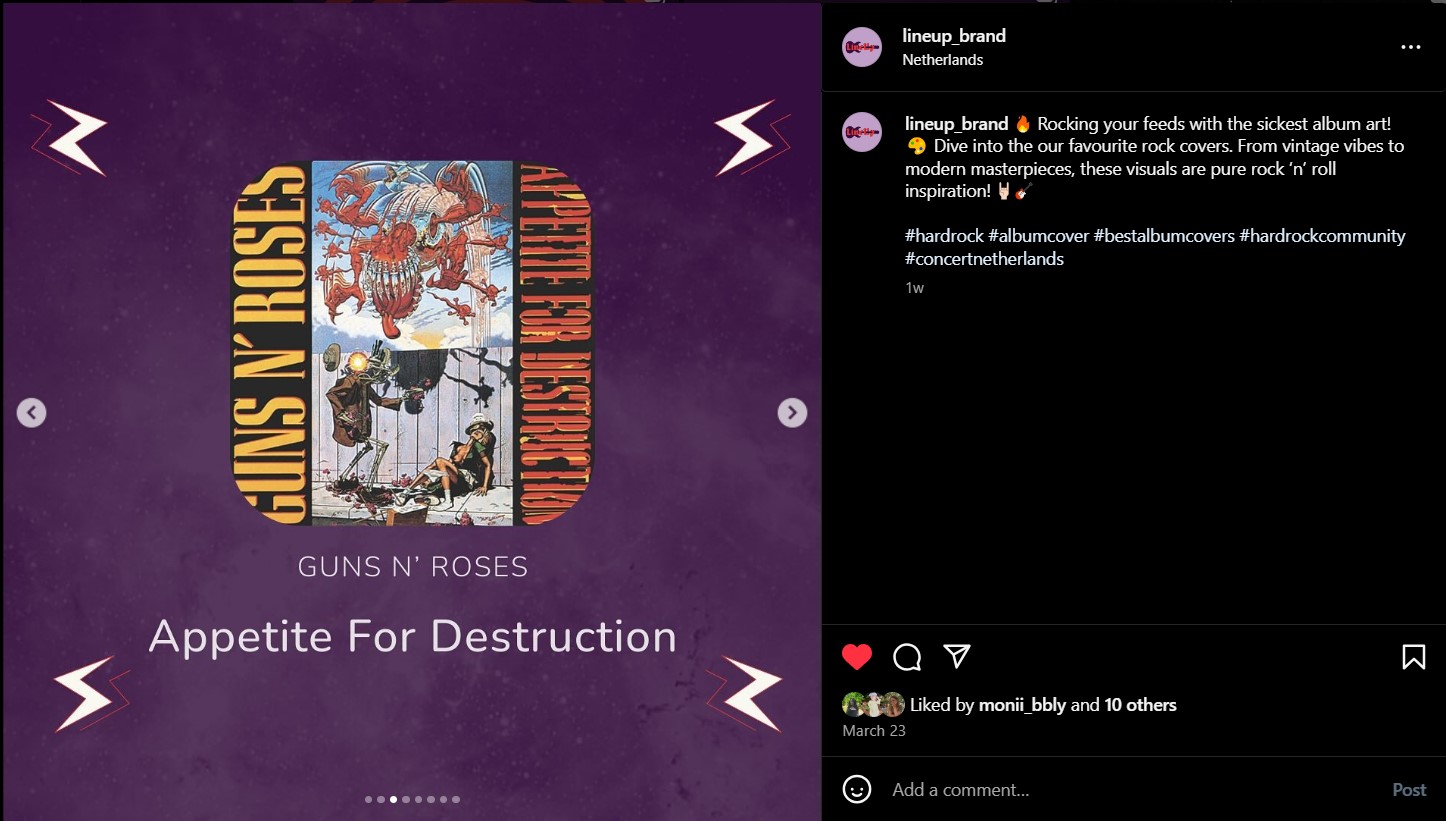 GUNS N’ ROSES
APPETITE FOR DESTRUCTION
GUNS N’ ROSES
Appetite For Destruction
lineup_brand
Netherlands
lineup_brand 🔥 Rocking your feeds with the sickest album art!
🎨 Dive into the our favourite rock covers. From vintage vibes to
modern masterpieces, these visuals are pure rock ‘n’ roll
inspiration! 🤘🏻🎸
#hardrock #albumcover #bestalbumcovers #hardrockcommunity
#concertnetherlands
1w
Liked by monii_bbly and 10 others
March 23
Add a comment...
Post